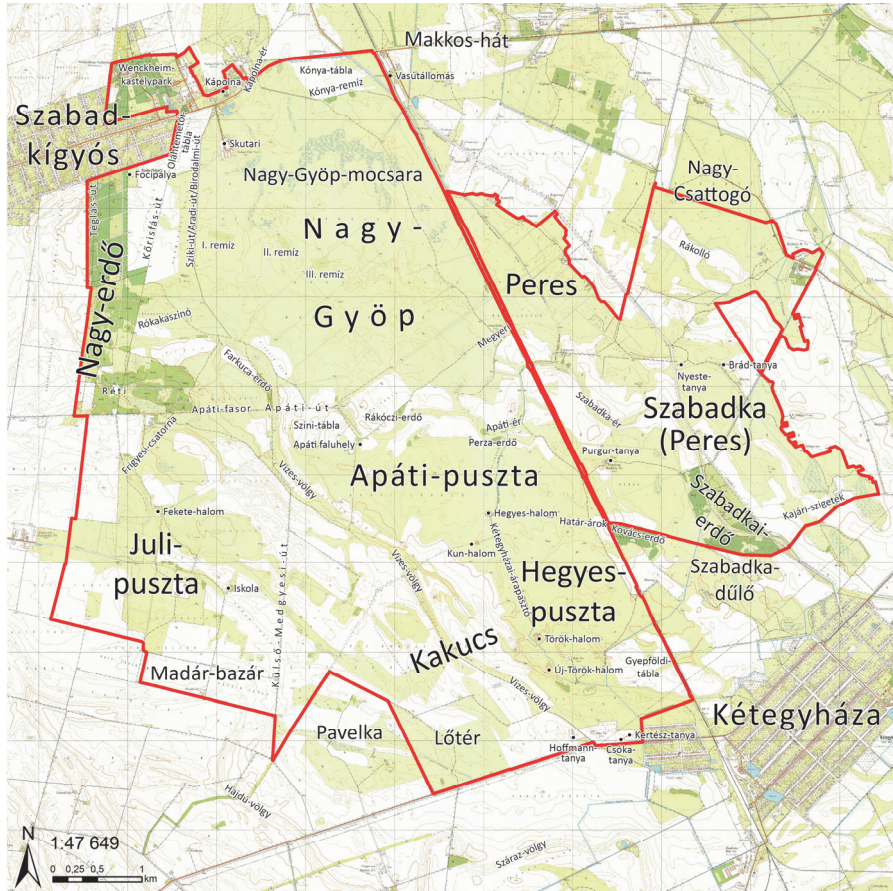 Makkos-hát
Wenckheim-
kastélypark
Kápolna
Kápolna-ér
Kónya-tábla
Kónya-remíz
Vasútállomás
Szabad-
kígyós
Oláhtemető-
tábla
Skutari
Focipálya
Nagy-Gyöp-mocsara
Nagy-
Csattogó
Téglás-út
Kőrisfás-út
Sziki-út/Aradi-út/Birodalmi-út
I. remíz
II. remíz
III. remíz
Nagy-
Gyöp
Peres
Rákolló
Nagy-erdő
Rókakaszinó
Megyeri
Farkuca-erdő
Réti
Nyeste-
tanya
Brád-tanya
Szabadka-ér
Szabadka
(Peres)
Apáti-fasor
Apáti-út
Szini-tábla
Rákóczi-erdő
Apáti faluhely
Apáti-ér
Perza-erdő
Purgur-tanya
Frigyesi-csatorna
Vizes-völgy
Apáti-puszta
Szabadkai-
erdő
Kajári-szigetek
Fekete-halom
Hegyes-halom
Határ-árok
Kovács-erdő
Juli-
puszta
Kun-halom
Kétegyházai-árapasztó
Vizes-völgy
Hegyes-
puszta
Szabadka-
dűlő
Iskola
Külső-Medgyesi-út
Kakucs
Török-halom
Új-Török-halom
Gyepföldi-
tábla
Madár-bazár
Vizes-völgy
Kétegyháza
Pavelka
Lőtér
Hoffmann-
tanya
Csóka-
tanya
Kertész-tanya
Hajdú-völgy
Száraz-völgy
N
1:47 649
0 0,25 0,5 1
km